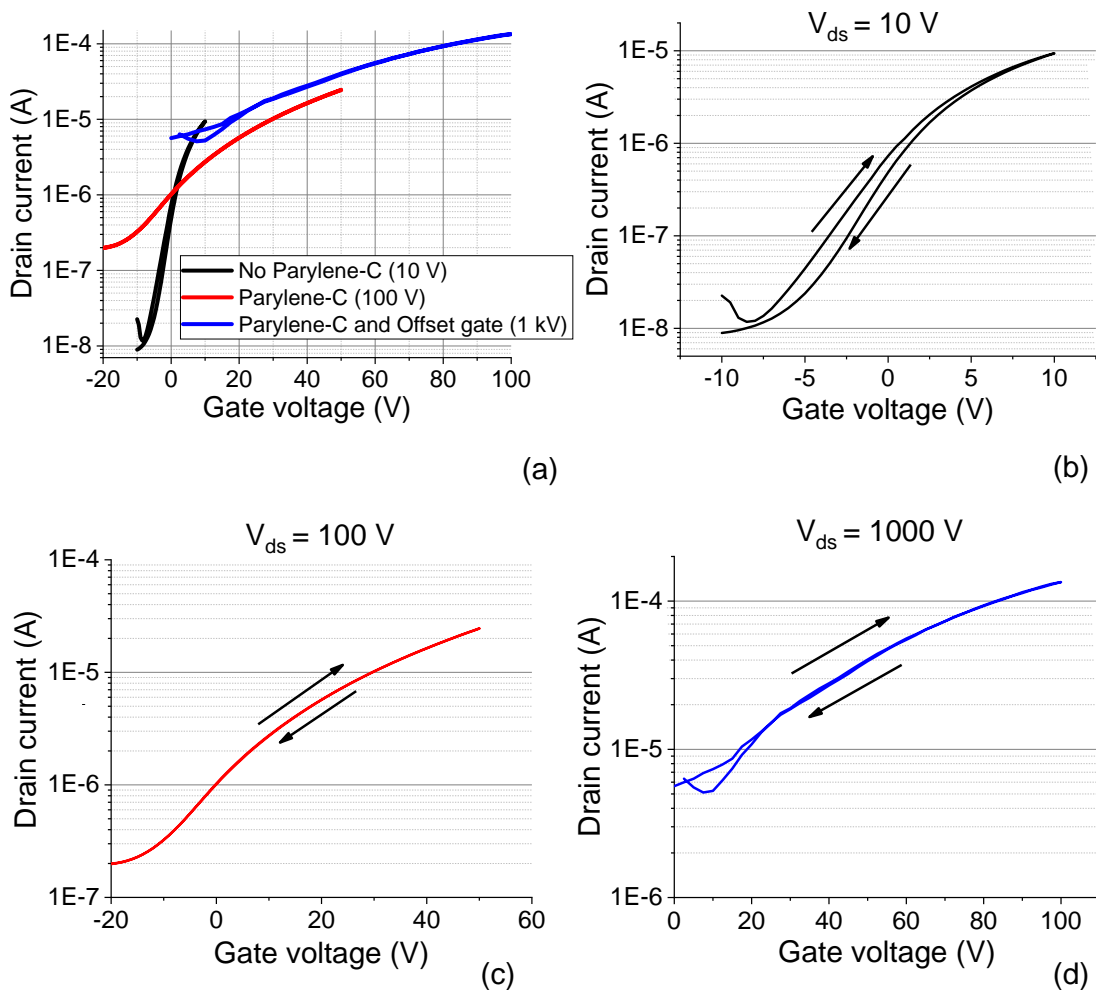 1E-4
1E-5
1E-6
1E-7
1E-8
Drain current (A)
No Parylene-C (10 V)
Parylene-C (100 V)
Parylene-C and Offset gate (1 kV)
-20 0 20 40 60 80 100
Gate voltage (V)
(a)
Vds = 10 V
1E-5
1E-6
1E-7
1E-8
Drain current (A)
-10 -5 0 5 10
Gate voltage (V)
(b)
Vds = 100 V
1E-4
1E-5
1E-6
1E-7
Drain current (A)
-20 0 20 40 60
Gate voltage (V)
(c)
Vds = 1000 V
1E-4
1E-5
1E-6
Drain current (A)
0 20 40 60 80 100
Gate voltage (V)
(d)